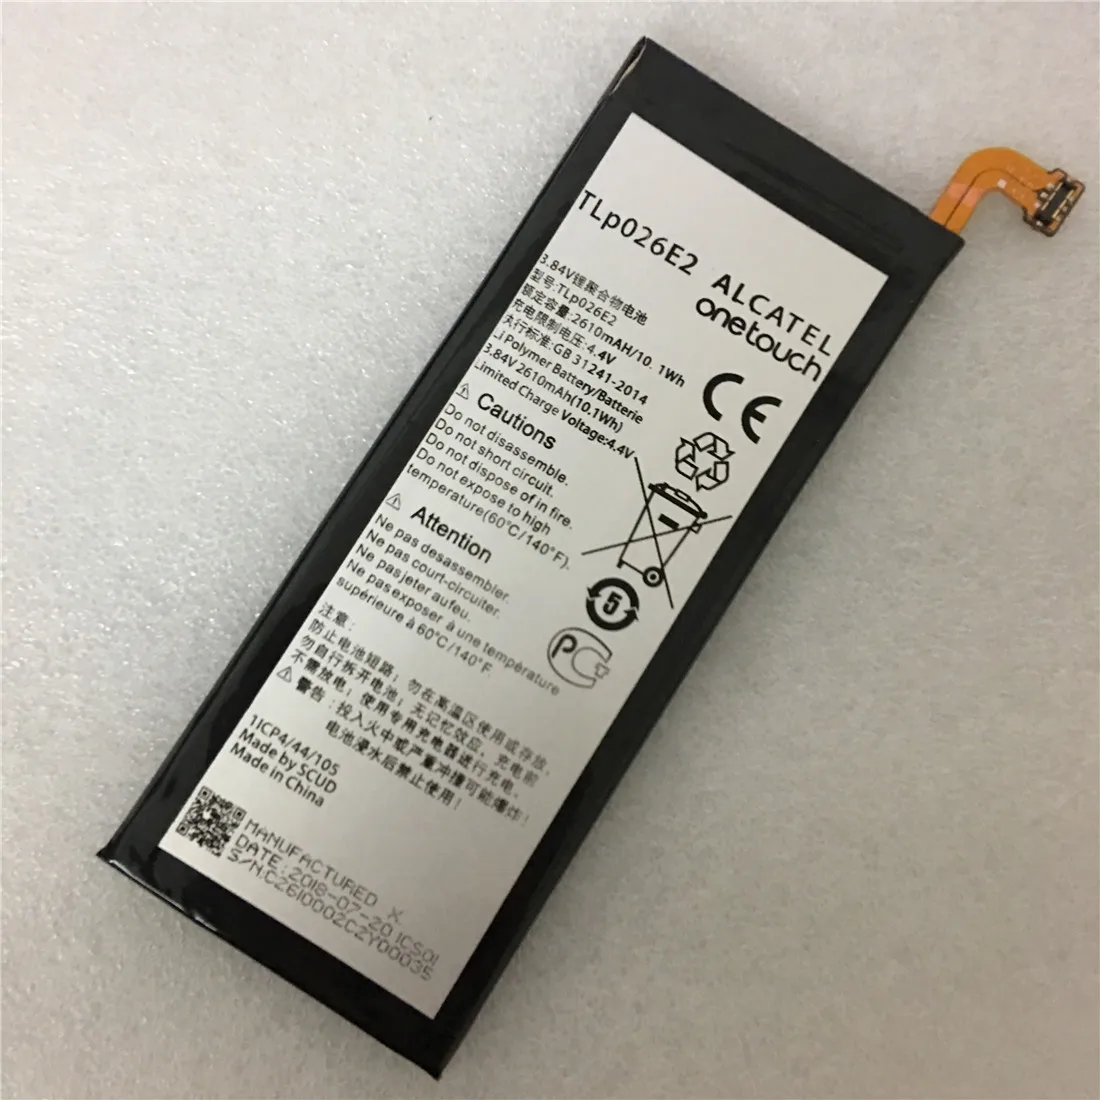 TLp026E2
ALCATEL
onetouch
3.84V锂聚合物电池
型号:TLp026E2
额定容量:2610mAH/10.1Wh
充电限制电压:4.4V
执行标准:GB 31241-2014
Li Polymer Battery/Batterie
3.84V 2610mAh(10.1Wh)
Limited Charge Voltage:4.4V
CE
⚠ Cautions
Do not disassemble.
Do not short circuit.
Do not dispose of in fire.
Do not expose to high
temperature(60°C/140°F).
⚠ Attention
Ne pas desassembler.
Ne pas court-circuiter.
Ne pas jeter au feu.
Ne pas exposer à une température
supérieure à 60°C/140°F
5
PG
注意:
防止电池短路; 勿在高温区使用或存放,
勿自行拆开电池; 无记忆效应, 充电前
不需放电; 使用专用充电器进行充电。
⚠警告:投入火中或严重冲撞可能爆炸!
电池浸水后禁止使用!
1ICP4/44/105
Made by SCUD
Made in China
MANUFACTURED X
DATE:2018-07-20 ICS01
S/N:C2610002CZY00035